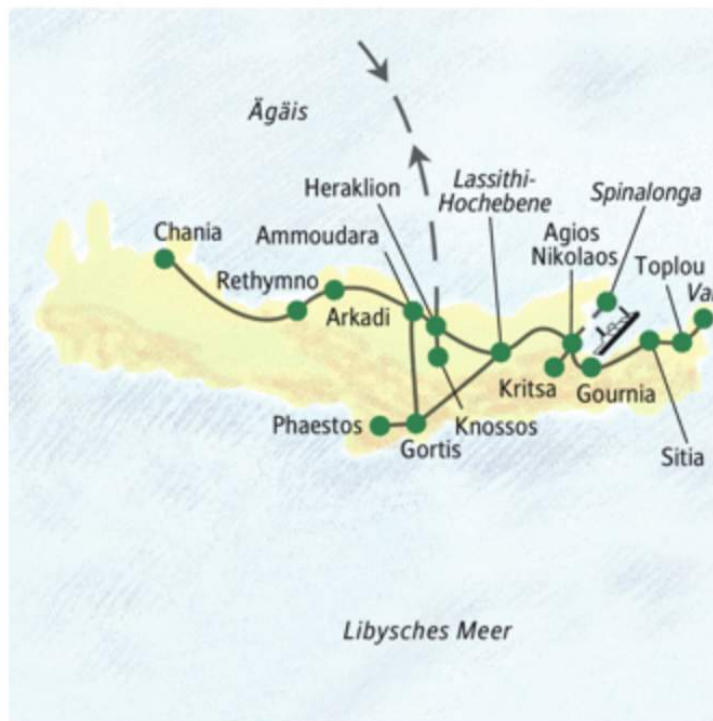 Ägäis
Heraklion
Lassithi-
Hochebene
Spinalonga
Chania
Ammoudara
Agios
Nikolaos
Toplou
Rethymno
Arkadi
Kritsa
Gournia
Phaestos
Gortis
Knossos
Sitia
Libysches Meer